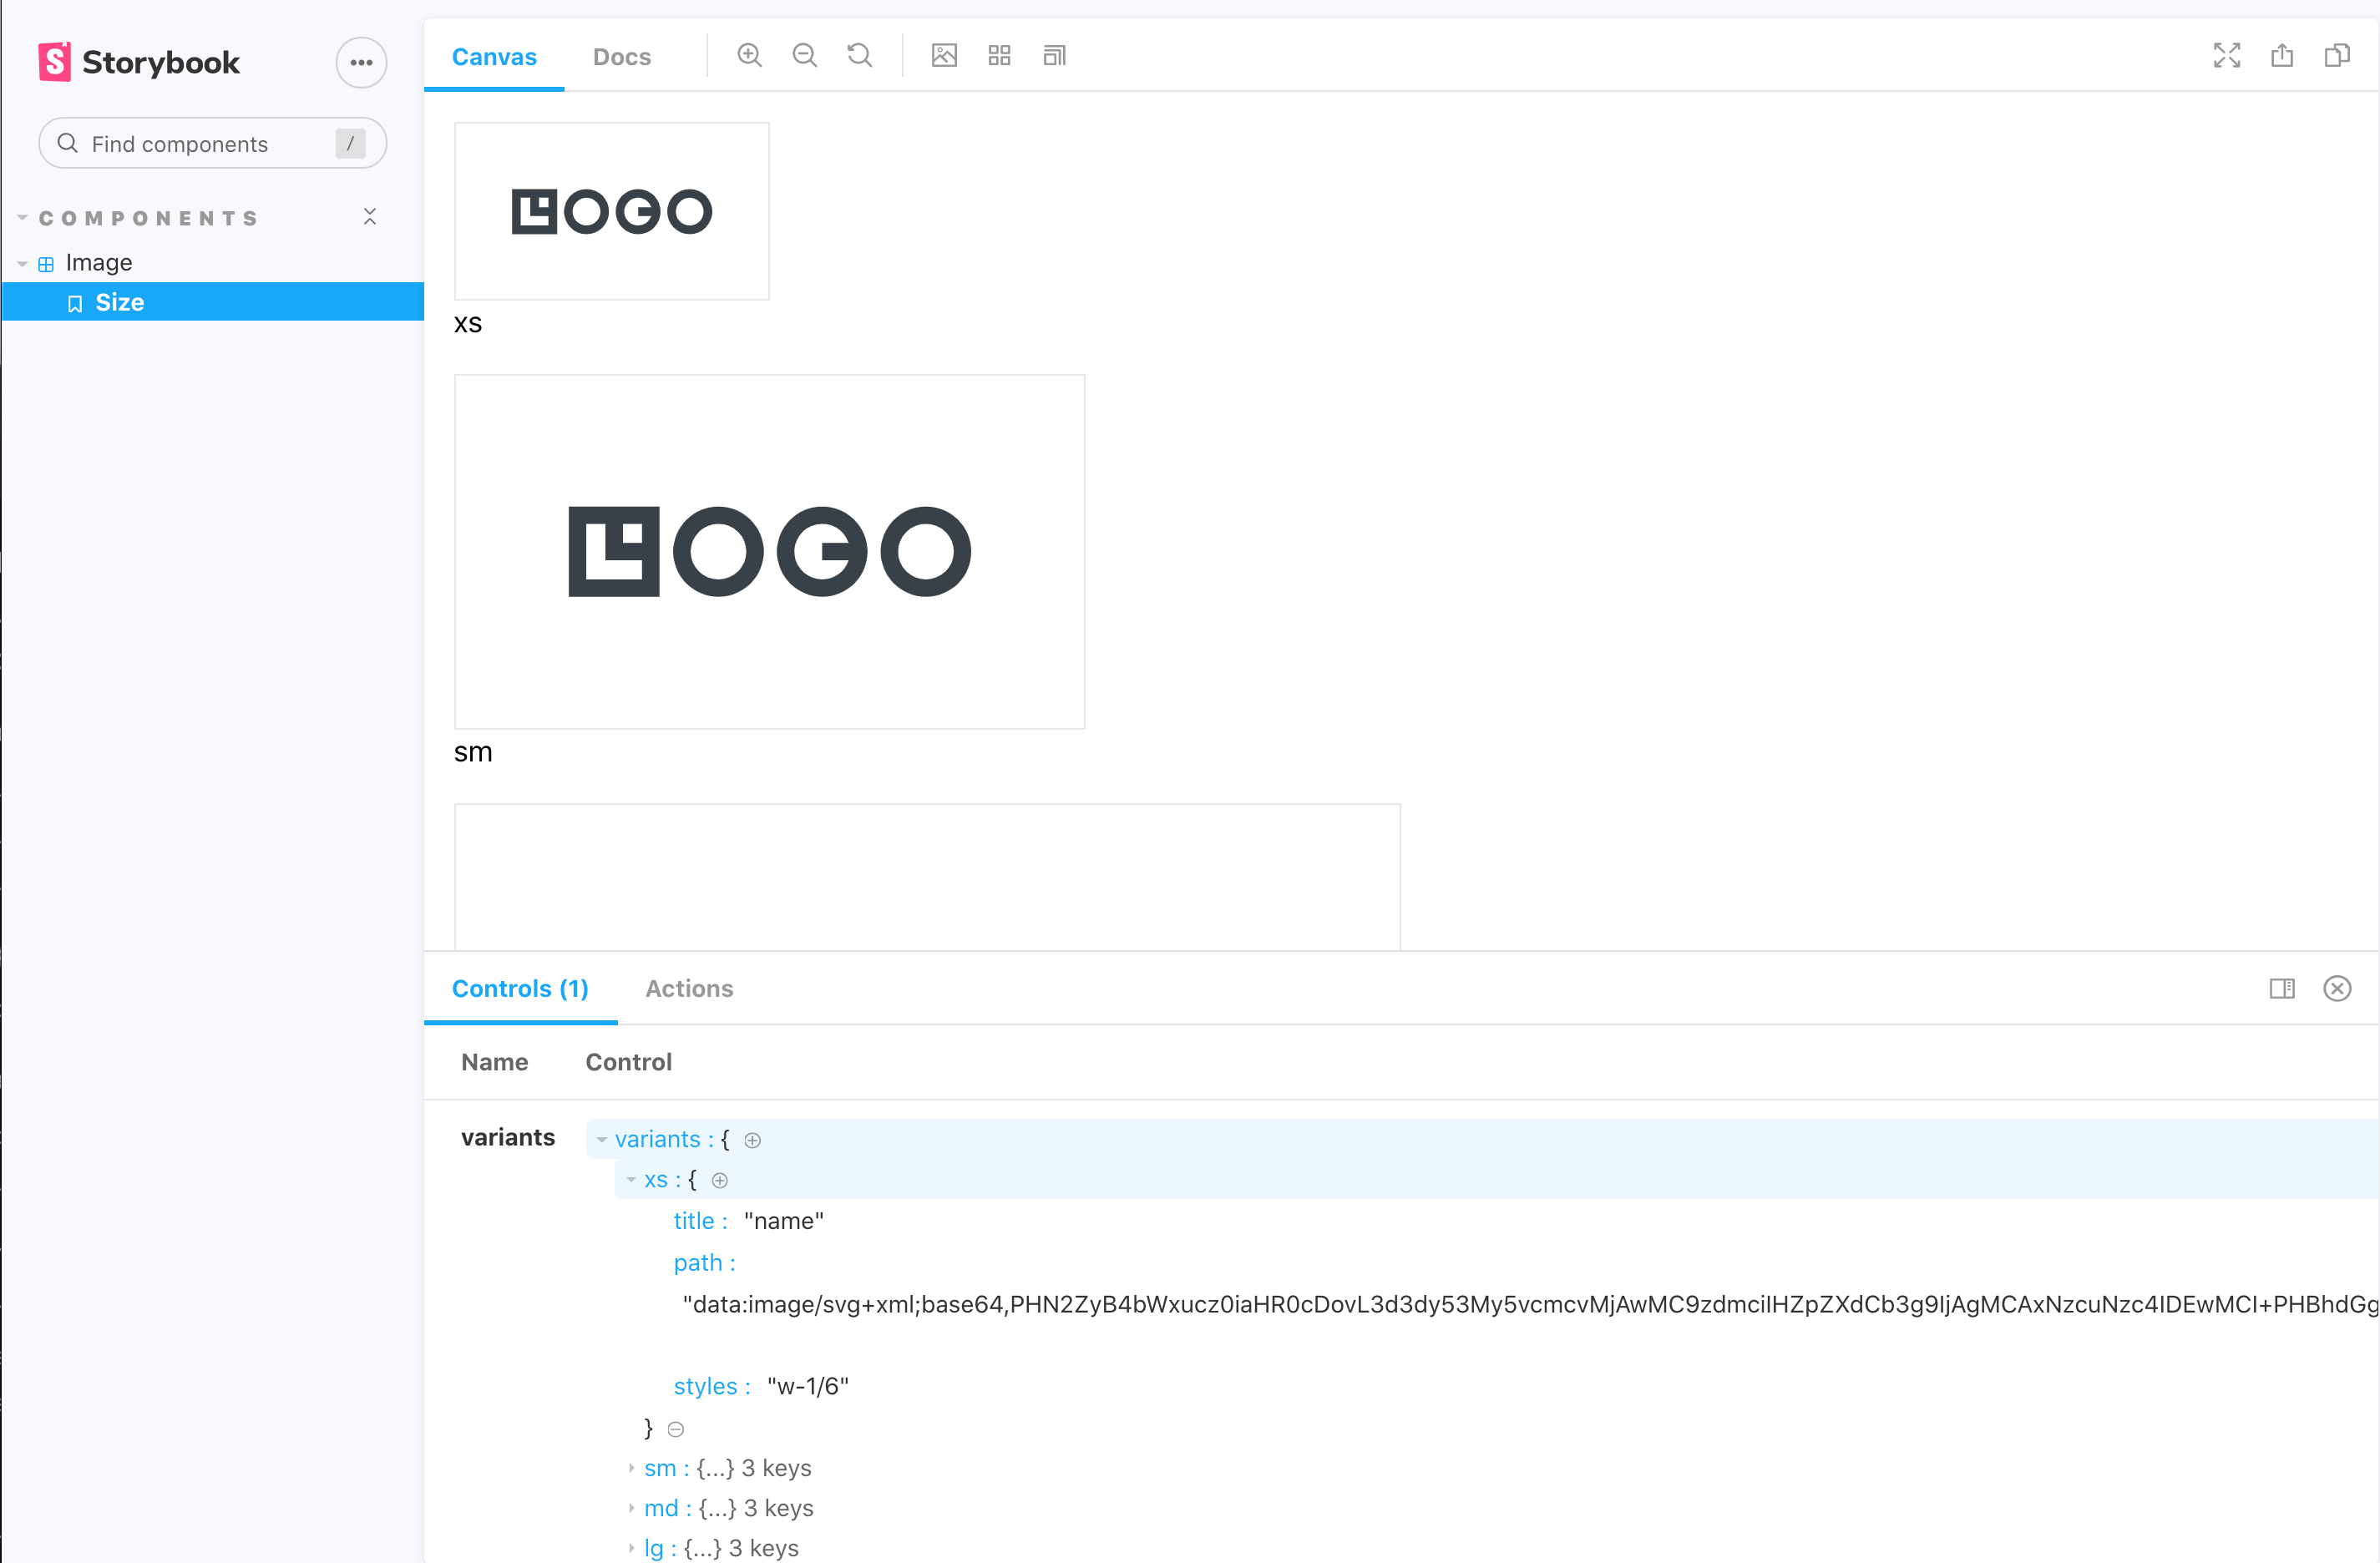 Storybook
Find components
/
COMPONENTS
Image
Size
Canvas
Docs
LOGO
xs
LOGO
sm
Controls (1)
Actions
Name
Control
variants
variants : {
xs : {
title : "name"
path :
"data:image/svg+xml;base64,PHN2ZyB4bWxucz0iaHR0cDovL3d3dy53My5vcmcvMjAwMC9zdmciIHZpZXdCb3g9IjAgMCAxNzcuNzc4IDEwMCI+PHBhdGg
styles : "w-1/6"
}
sm : {...} 3 keys
md : {...} 3 keys
lg : {...} 3 keys